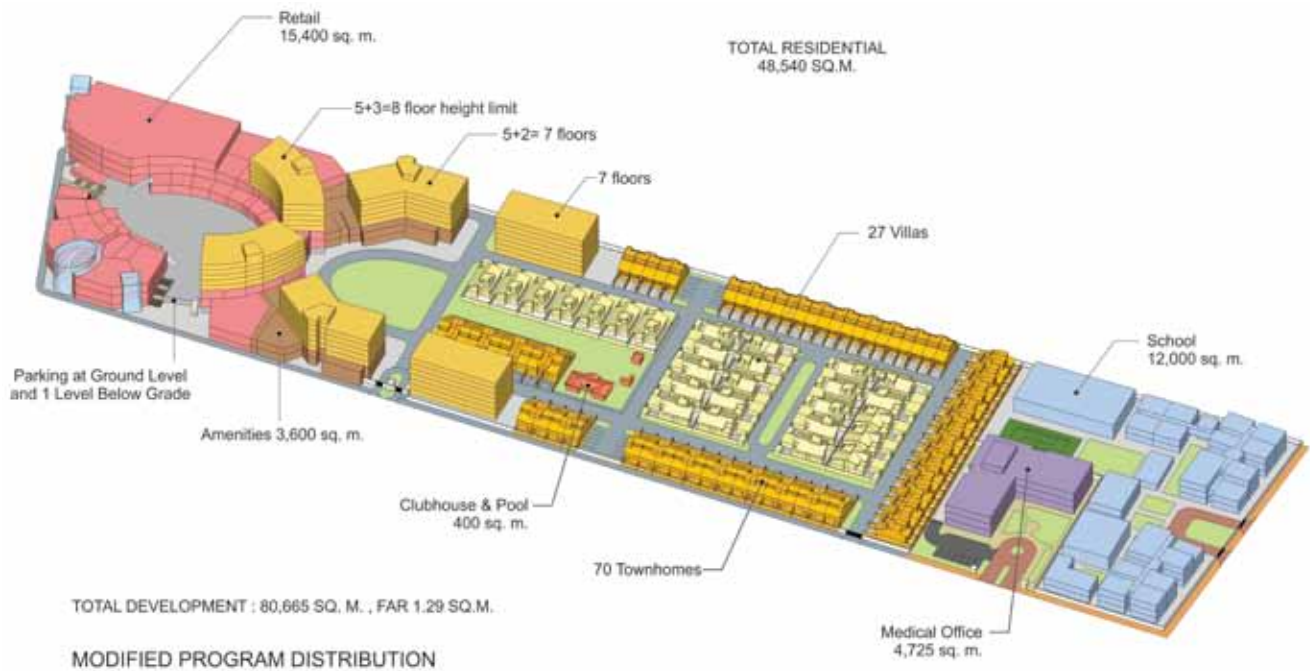 Retail
15,400 sq. m.
TOTAL RESIDENTIAL
48,540 SQ.M.
5+3=8 floor height limit
5+2= 7 floors
7 floors
27 Villas
School
12,000 sq. m.
Parking at Ground Level
and 1 Level Below Grade
Amenities 3,600 sq. m.
Clubhouse & Pool
400 sq. m.
70 Townhomes
Medical Office
4,725 sq. m.
TOTAL DEVELOPMENT : 80,665 SQ. M. , FAR 1.29 SQ.M.
MODIFIED PROGRAM DISTRIBUTION